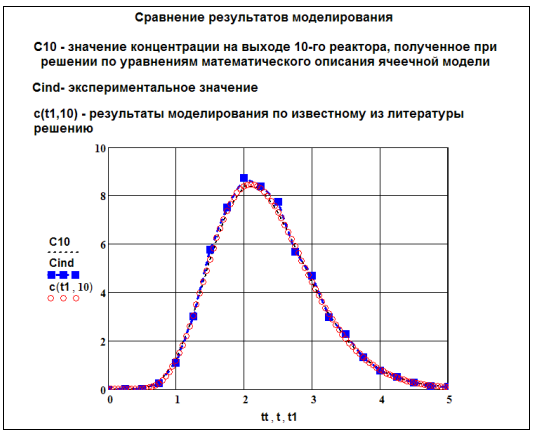 Сравнение результатов моделирования
C10 - значение концентрации на выходе 10-го реактора, полученное при
решении по уравнениям математического описания ячеечной модели
Cind- экспериментальное значение
c(t1,10) - результаты моделирования по известному из литературы
решению
10
8
6
4
2
0
C10
Cind
c(t1 , 10)
0 1 2 3 4 5
tt , t , t1